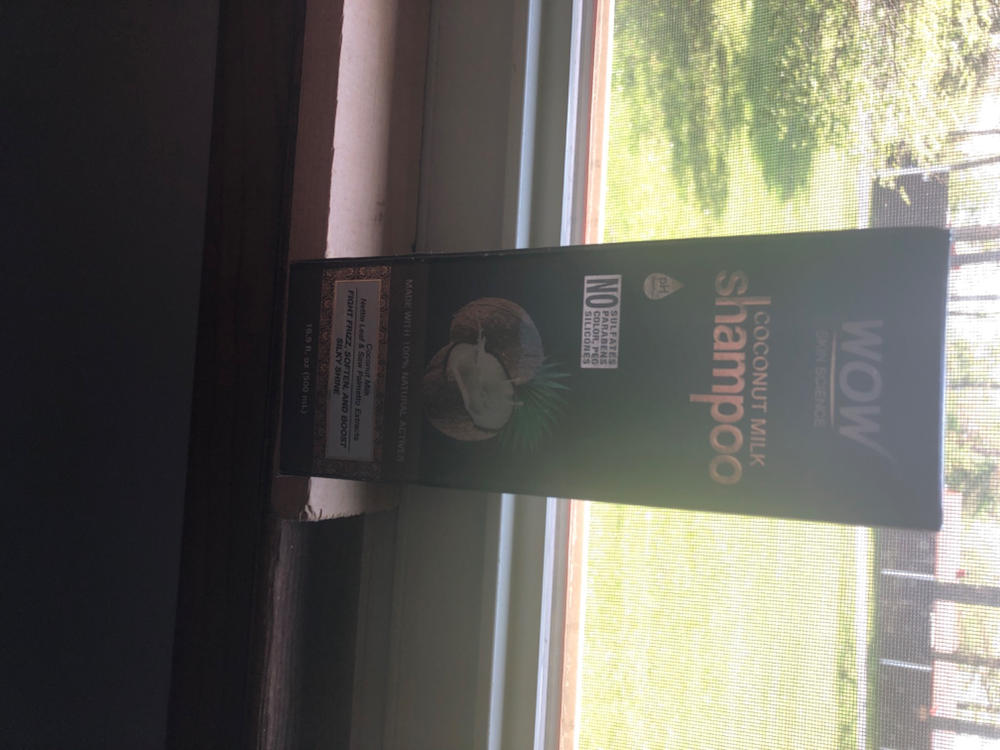 WOW
SKIN SCIENCE
COCONUT MILK
shampoo
pH
NO
SULFATES
PARABENS
COLOR, PEG
SILICONES
MADE WITH 100% NATURAL ACTIVES
Coconut Milk
Nettle Leaf & Saw Palmetto Extracts
FIGHT FRIZZ, SOFTEN, AND BOOST
SILKY SHINE
16.9 fl. oz (500 mL)